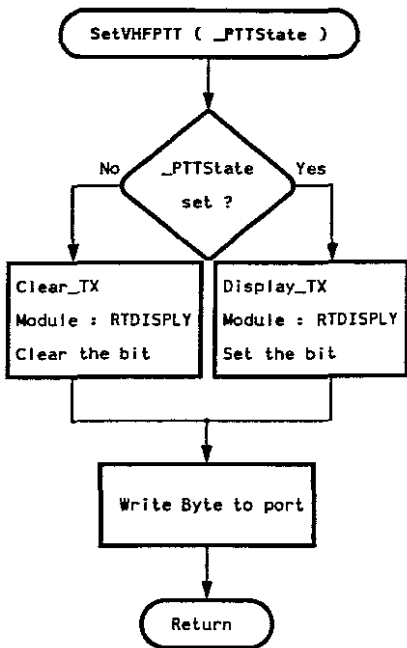 SetVHFPTT ( _PTTState )
No
_PTTState
Yes
set ?
Clear_TX
Module : RTDISPLY
Clear the bit
Display_TX
Module : RTDISPLY
Set the bit
Write Byte to port
Return